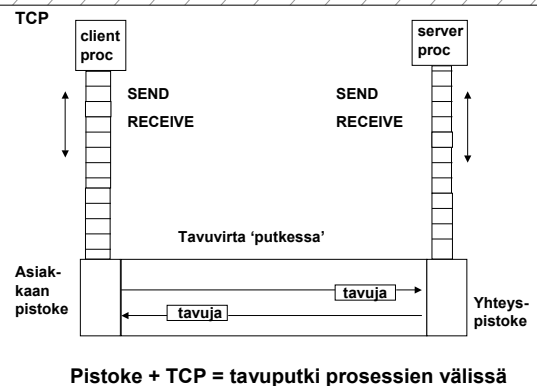 TCP
client
proc
server
proc
SEND
RECEIVE
SEND
RECEIVE
Tavuvirta ‘putkessa’
Asiak-
kaan
pistoke
tavuja
tavuja
Yhteys-
pistoke
Pistoke + TCP = tavuputki prosessien välissä